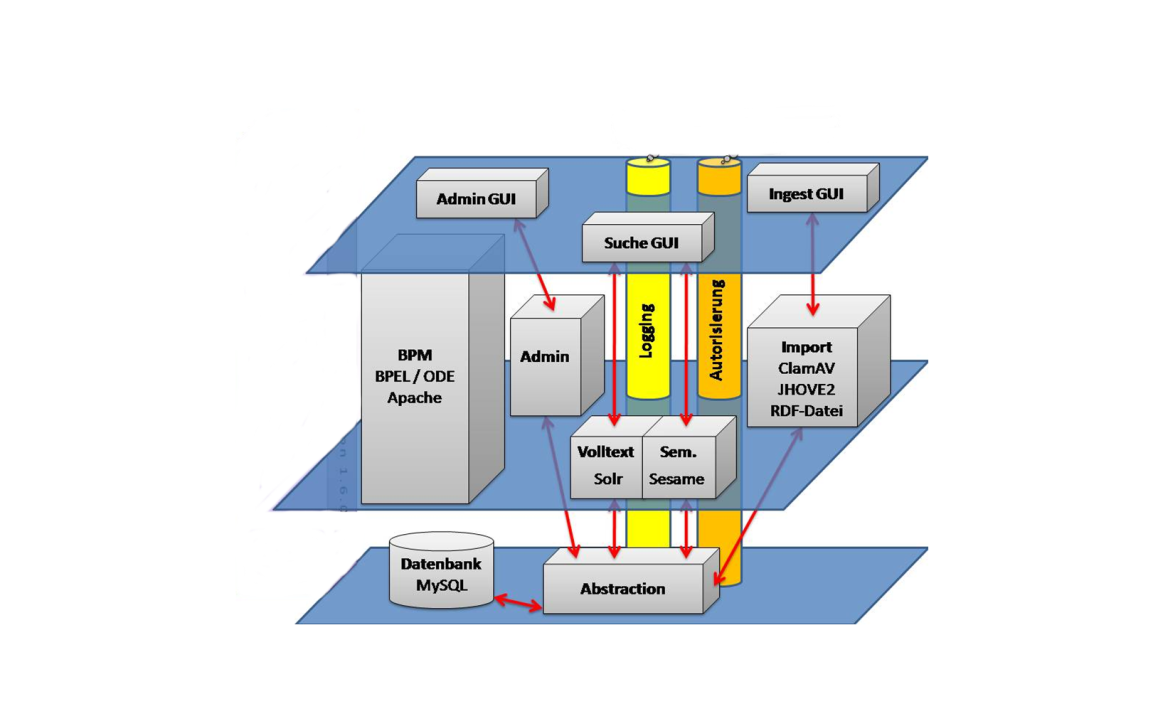 Admin GUI
Suche GUI
Ingest GUI
Logging
Autorisierung
BPM
BPEL / ODE
Apache
Admin
Import
ClamAV
JHOVE2
RDF-Datei
Volltext
Solr
Sem.
Sesame
Datenbank
MySQL
Abstraction